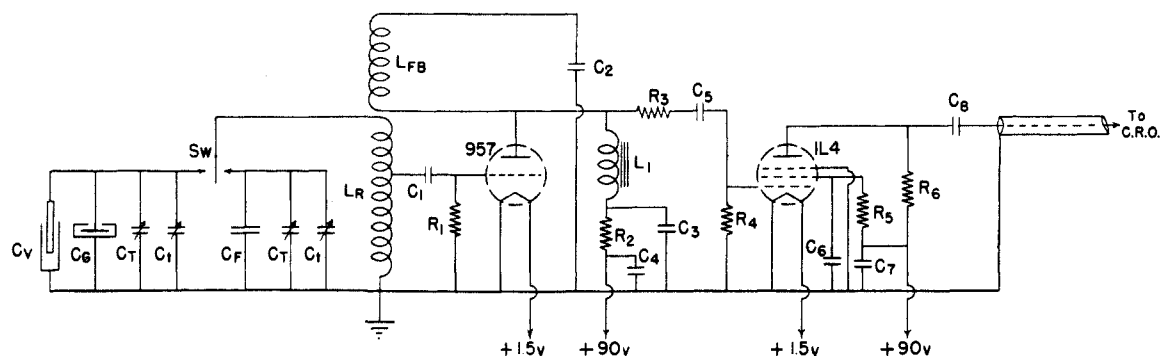 LFB
C2
R3
C5
C8
To
C.R.O.
SW
957
1L4
LR
C1
L1
R6
CV
CG
CT
Ct
CF
CT
Ct
R1
R2
C3
C4
R4
R5
C6
C7
+1.5V
+90V
+1.5V
+90V